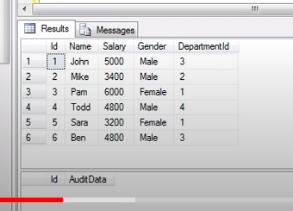 Results Messages
Id Name Salary Gender DepartmentId
1 1 John 5000 Male 3
2 2 Mike 3400 Male 2
3 3 Pam 6000 Female 1
4 4 Todd 4800 Male 4
5 5 Sara 3200 Female 1
6 6 Ben 4800 Male 3
Id AuditData